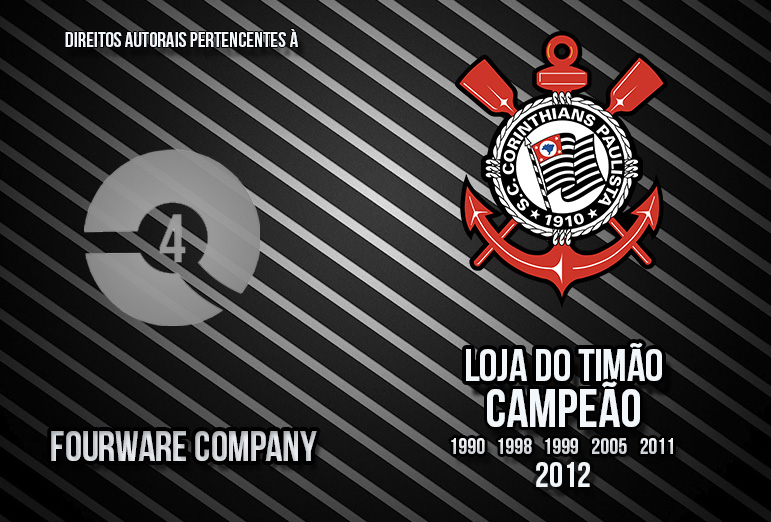 DIREITOS AUTORAIS PERTENCENTES À
4
FOURWARE COMPANY
S.C. CORINTHIANS PAULISTA
★ 1910 ★
LOJA DO TIMÃO
CAMPEÃO
1990 1998 1999 2005 2011
2012